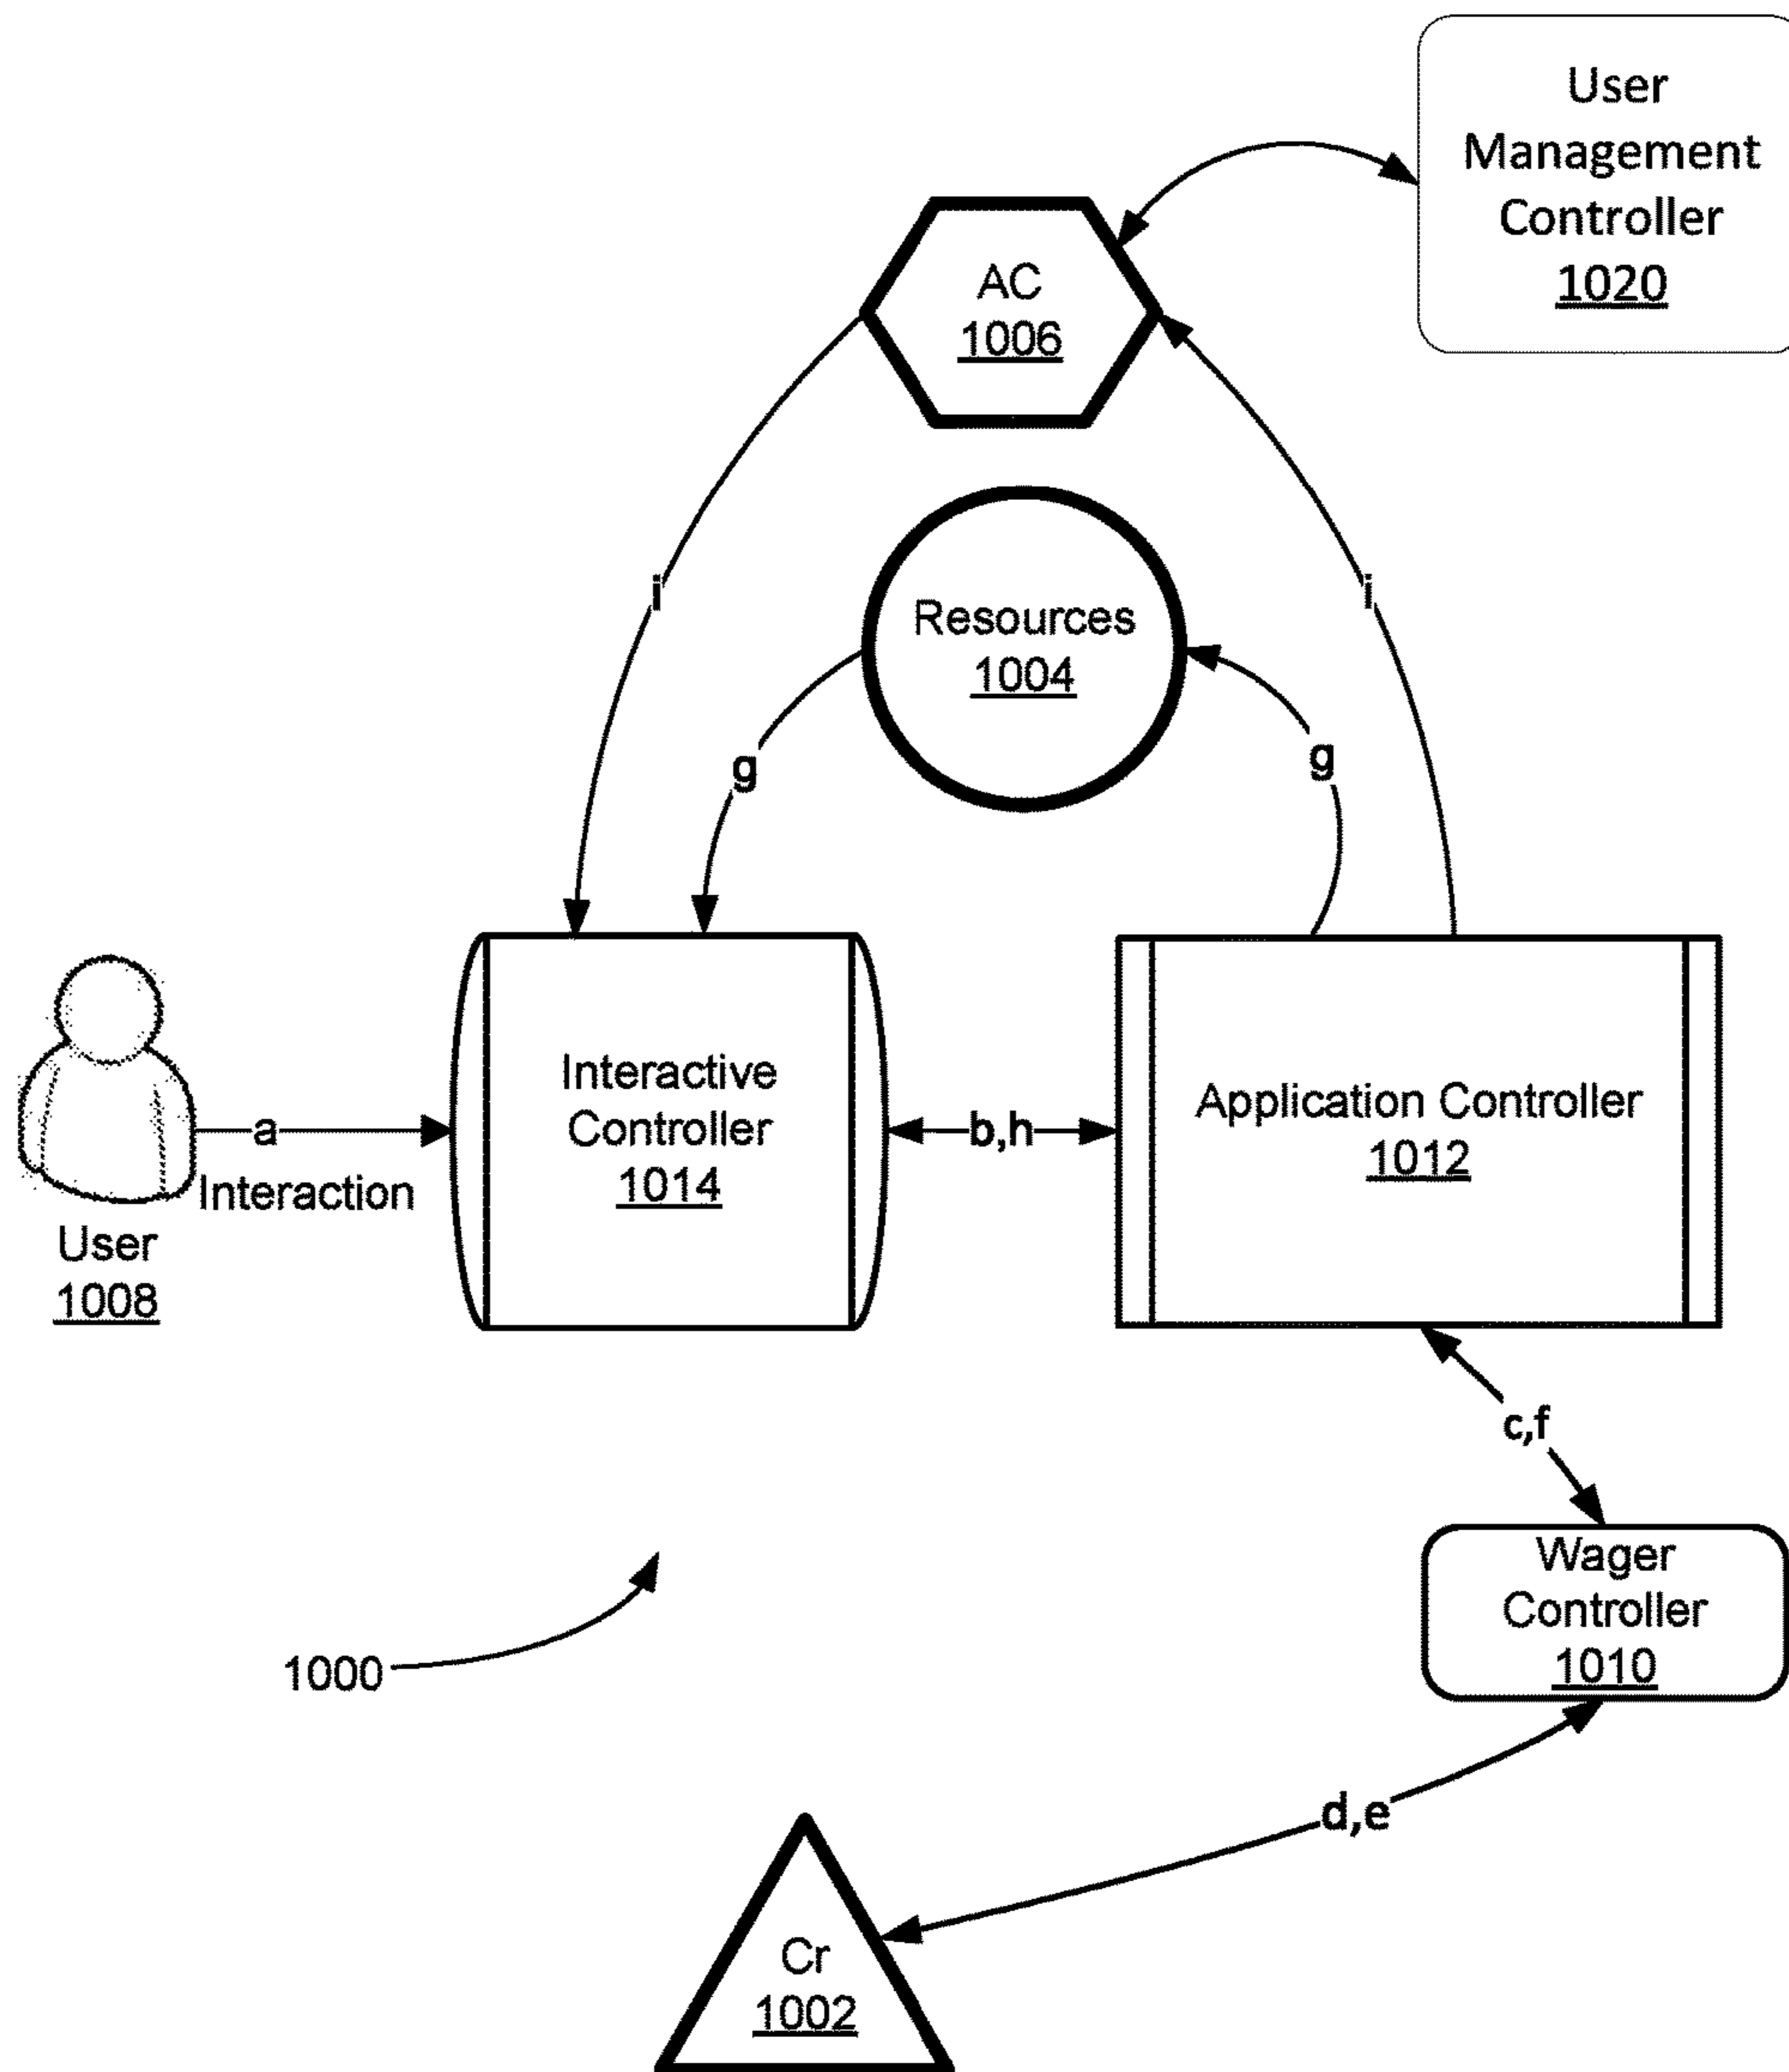 User
Management
Controller
1020
AC
1006
i
i
Resources
1004
g
g
Interactive
Controller
1014
b,h
Application Controller
1012
a
Interaction
User
1008
c,f
Wager
Controller
1010
1000
d,e
Cr
1002